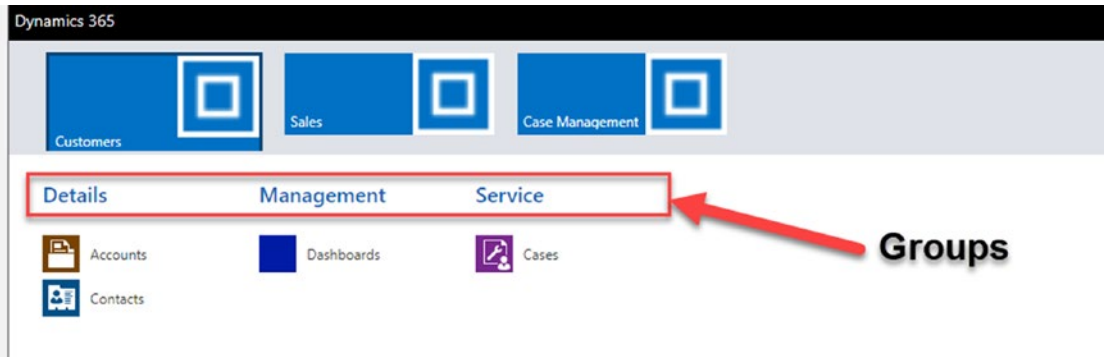 Dynamics 365
Customers
Sales
Case Management
Details Management Service
Groups
Accounts Dashboards Cases
Contacts